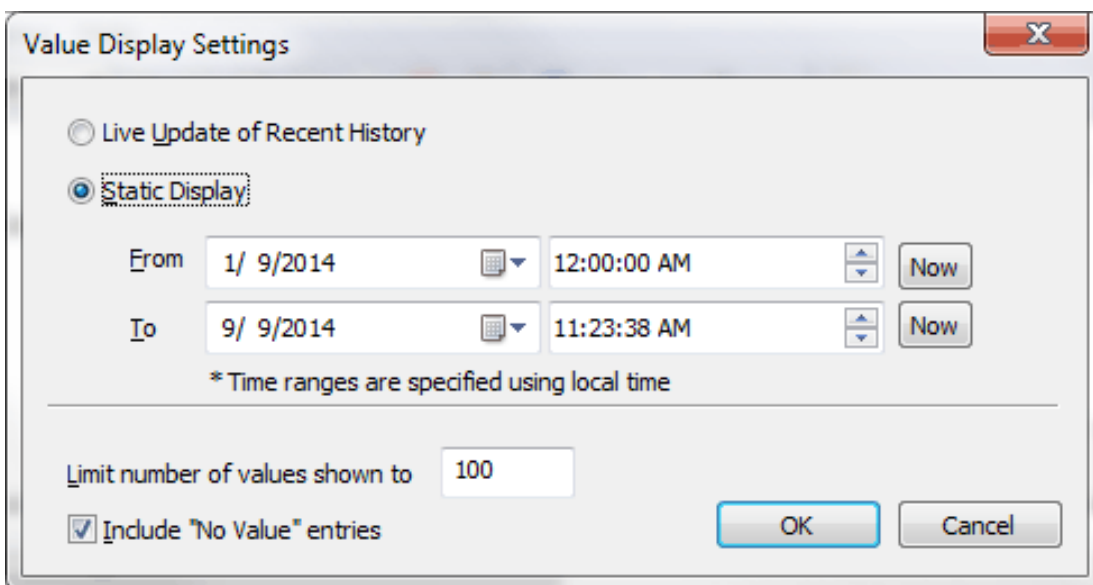 Value Display Settings
Live Update of Recent History
Static Display
From 1/ 9/2014 12:00:00 AM Now
To 9/ 9/2014 11:23:38 AM Now
* Time ranges are specified using local time
Limit number of values shown to 100
Include "No Value" entries OK Cancel